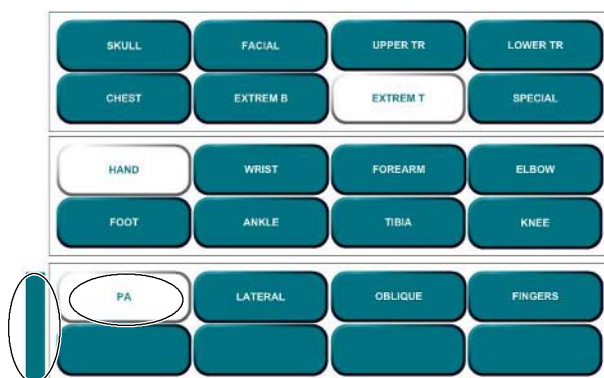 SKULL FACIAL UPPER TR LOWER TR
CHEST EXTREM B EXTREM T SPECIAL
HAND WRIST FOREARM ELBOW
FOOT ANKLE TIBIA KNEE
PA LATERAL OBLIQUE FINGERS